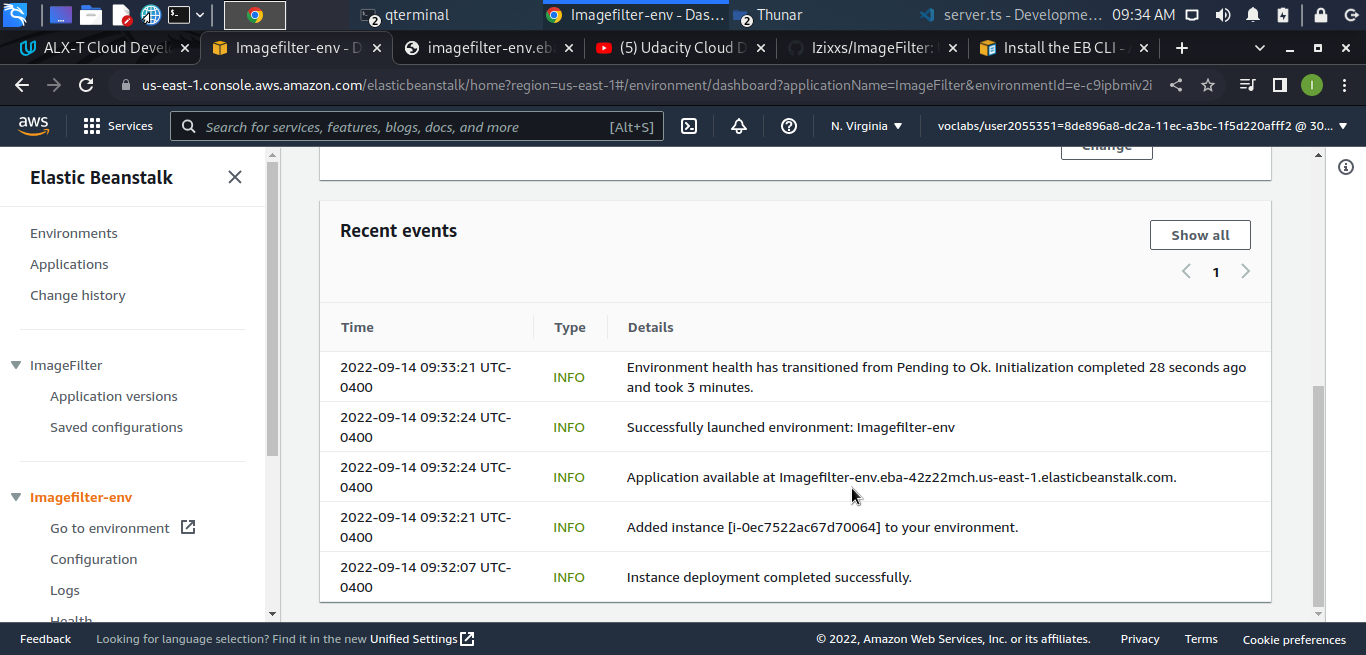 qterminal
2
Imagefilter-env - Das...
Thunar
2
server.ts - Developme...
09:34 AM
ALX-T Cloud Devel
Imagefilter-env - D
imagefilter-env.eb
(5) Udacity Cloud D
Izixxs/ImageFilter:
Install the EB CLI -
us-east-1.console.aws.amazon.com/elasticbeanstalk/home?region=us-east-1#/environment/dashboard?applicationName=ImageFilter&environmentId=e-c9ipbmiv2i
I
aws
Services
Search for services, features, blogs, docs, and more
[Alt+S]
N. Virginia
voclabs/user2055351=8de896a8-dc2a-11ec-a3bc-1f5d220afff2 @ 30...
Elastic Beanstalk
Environments
Applications
Change history
ImageFilter
Application versions
Saved configurations
Imagefilter-env
Go to environment
Configuration
Logs
Health
Change
Recent events
Show all
1
Time
Type
Details
2022-09-14 09:33:21 UTC-
0400
INFO
Environment health has transitioned from Pending to Ok. Initialization completed 28 seconds ago
and took 3 minutes.
2022-09-14 09:32:24 UTC-
0400
INFO
Successfully launched environment: Imagefilter-env
2022-09-14 09:32:24 UTC-
0400
INFO
Application available at Imagefilter-env.eba-42z22mch.us-east-1.elasticbeanstalk.com.
2022-09-14 09:32:21 UTC-
0400
INFO
Added instance [i-0ec7522ac67d70064] to your environment.
2022-09-14 09:32:07 UTC-
0400
INFO
Instance deployment completed successfully.
Feedback
Looking for language selection? Find it in the new Unified Settings
© 2022, Amazon Web Services, Inc. or its affiliates.
Privacy
Terms
Cookie preferences